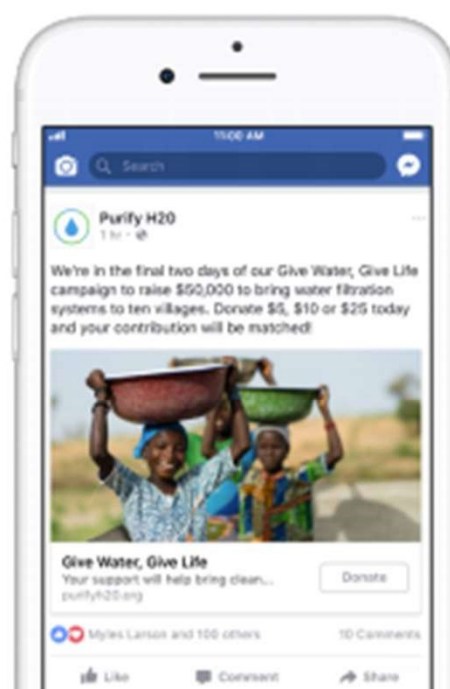 11:00 AM
Search
Purify H20
1 hr
We're in the final two days of our Give Water, Give Life
campaign to raise $50,000 to bring water filtration
systems to ten villages. Donate $5, $10 or $25 today
and your contribution will be matched!
Give Water, Give Life
Your support will help bring clean...
purifyh20.org
Donate
Myles Larson and 100 others
10 Comments
Like
Comment
Share